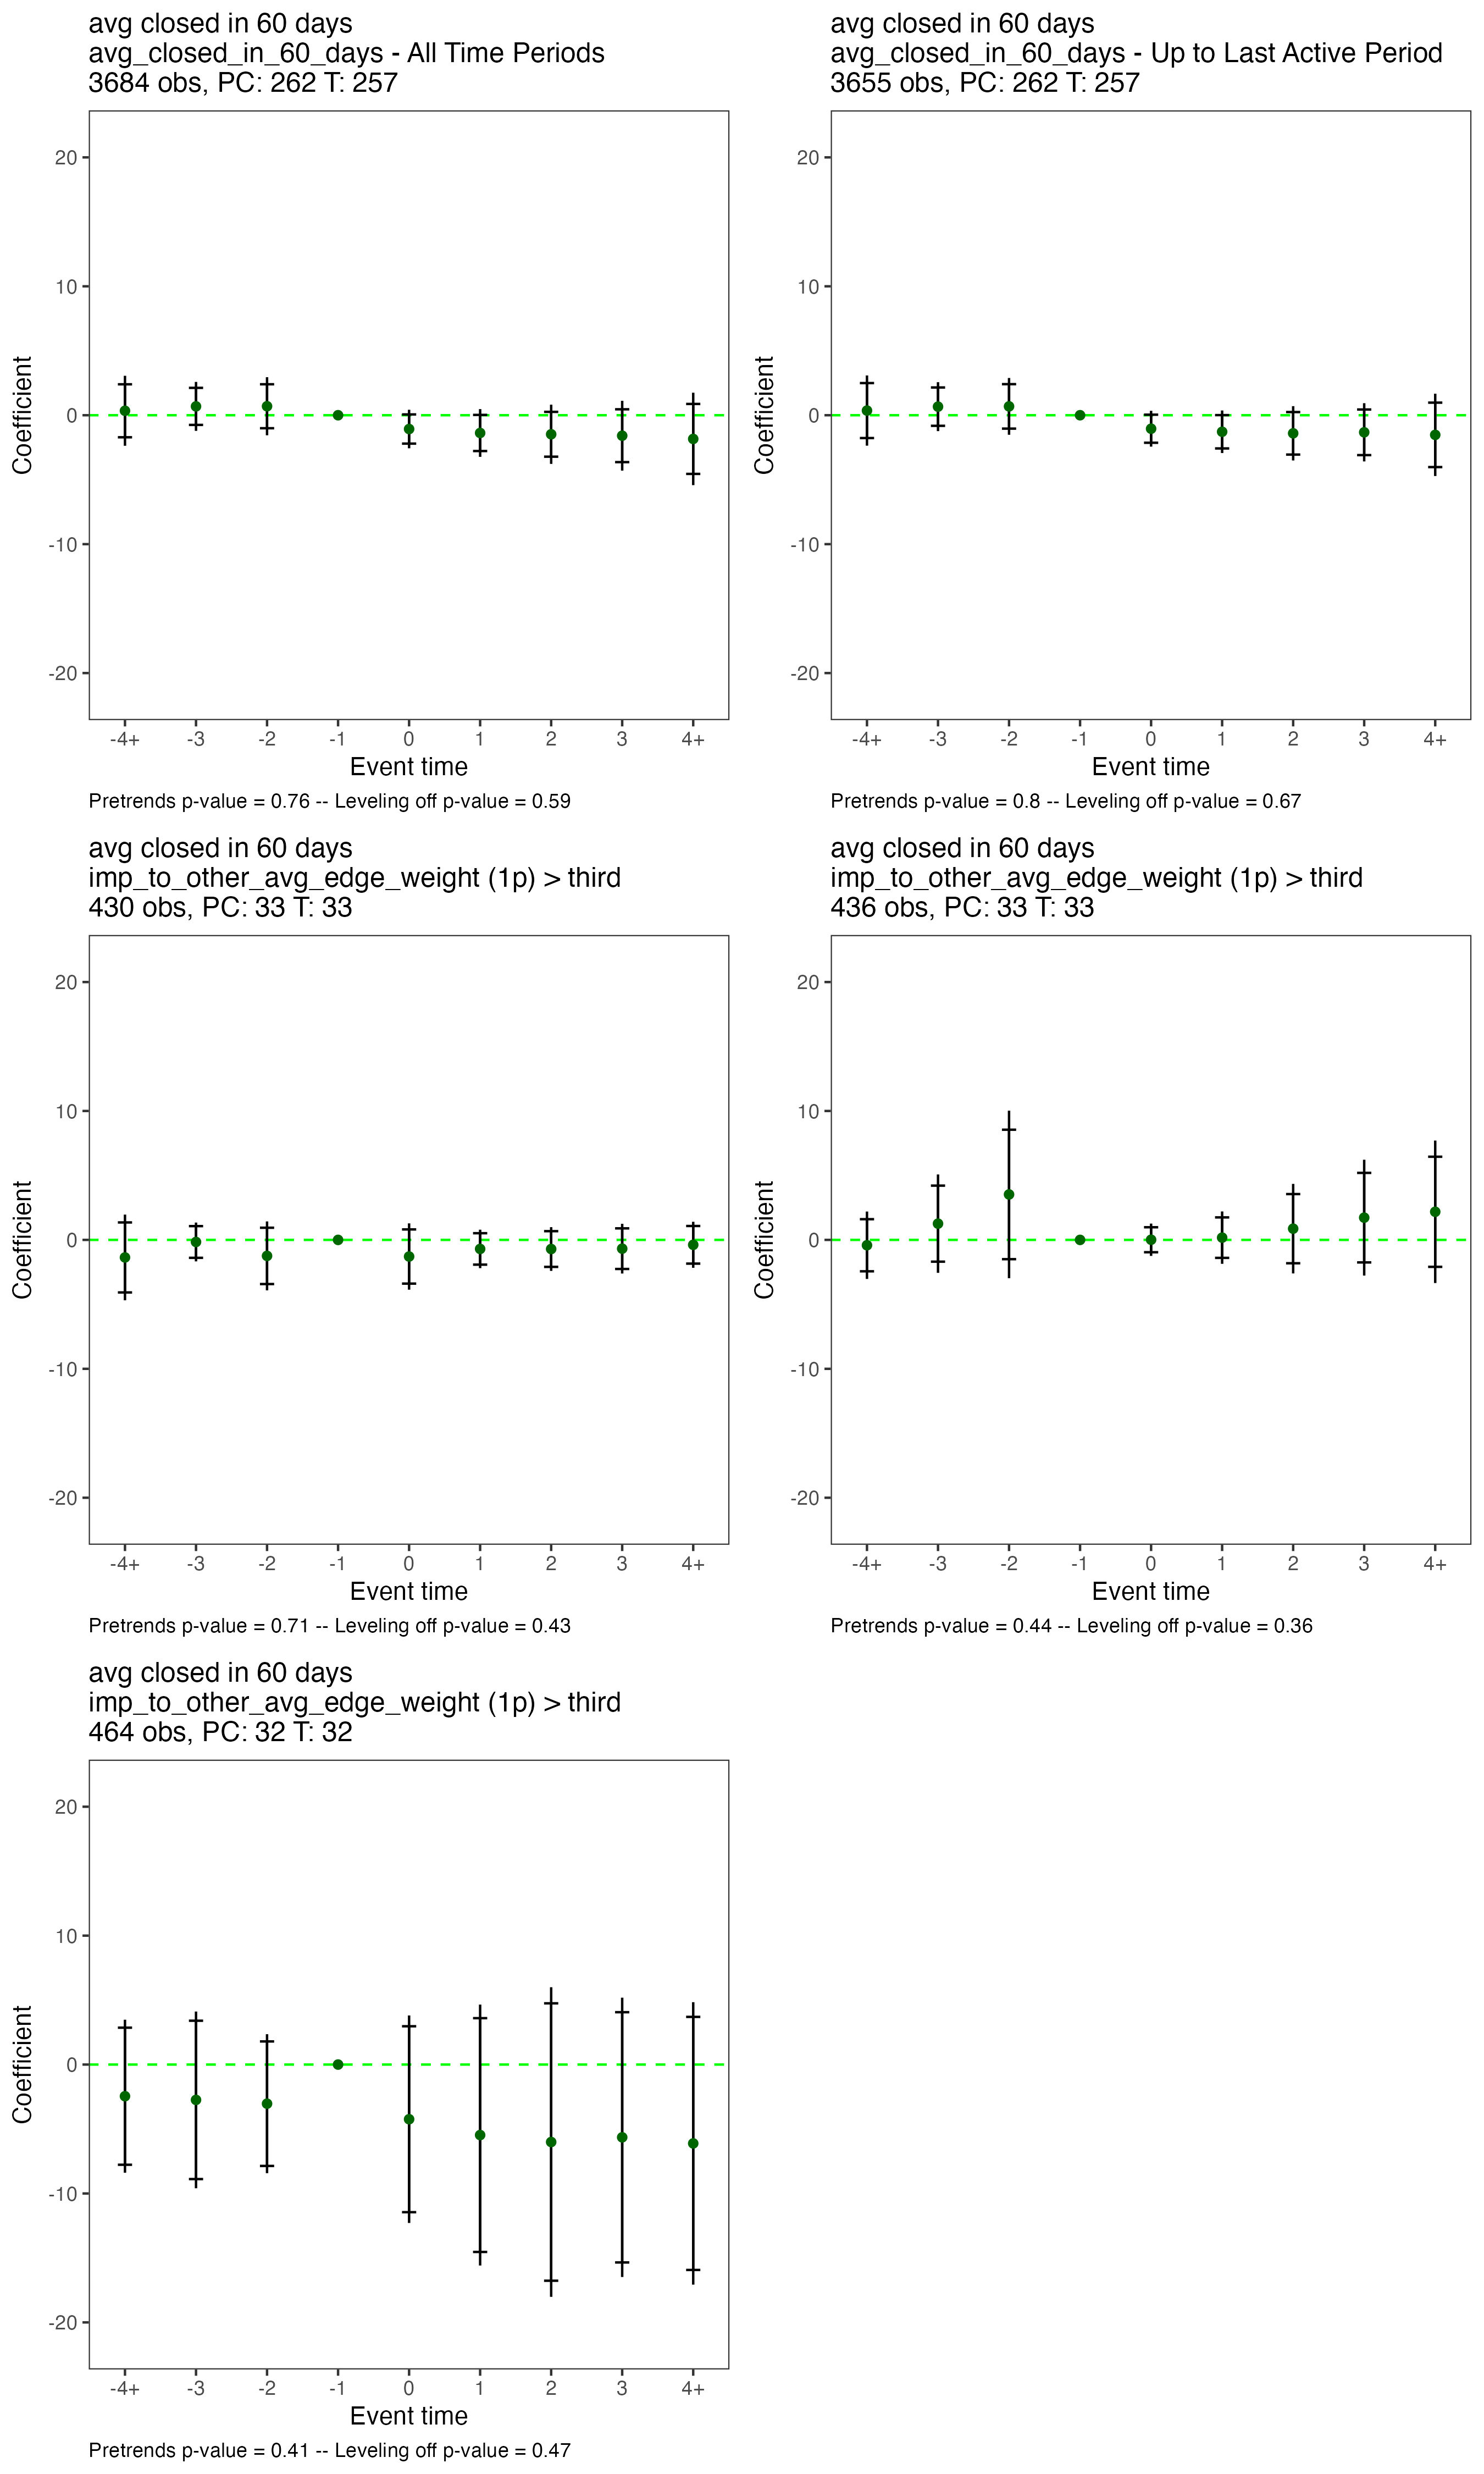 avg closed in 60 days
avg_closed_in_60_days - All Time Periods
3684 obs, PC: 262 T: 257
Coefficient
20
10
0
-10
-20
-4+ -3 -2 -1 0 1 2 3 4+
Event time
Pretrends p-value = 0.76 -- Leveling off p-value = 0.59
avg closed in 60 days
avg_closed_in_60_days - Up to Last Active Period
3655 obs, PC: 262 T: 257
Coefficient
20
10
0
-10
-20
-4+ -3 -2 -1 0 1 2 3 4+
Event time
Pretrends p-value = 0.8 -- Leveling off p-value = 0.67
avg closed in 60 days
imp_to_other_avg_edge_weight (1p) > third
430 obs, PC: 33 T: 33
Coefficient
20
10
0
-10
-20
-4+ -3 -2 -1 0 1 2 3 4+
Event time
Pretrends p-value = 0.71 -- Leveling off p-value = 0.43
avg closed in 60 days
imp_to_other_avg_edge_weight (1p) > third
436 obs, PC: 33 T: 33
Coefficient
20
10
0
-10
-20
-4+ -3 -2 -1 0 1 2 3 4+
Event time
Pretrends p-value = 0.44 -- Leveling off p-value = 0.36
avg closed in 60 days
imp_to_other_avg_edge_weight (1p) > third
464 obs, PC: 32 T: 32
Coefficient
20
10
0
-10
-20
-4+ -3 -2 -1 0 1 2 3 4+
Event time
Pretrends p-value = 0.41 -- Leveling off p-value = 0.47